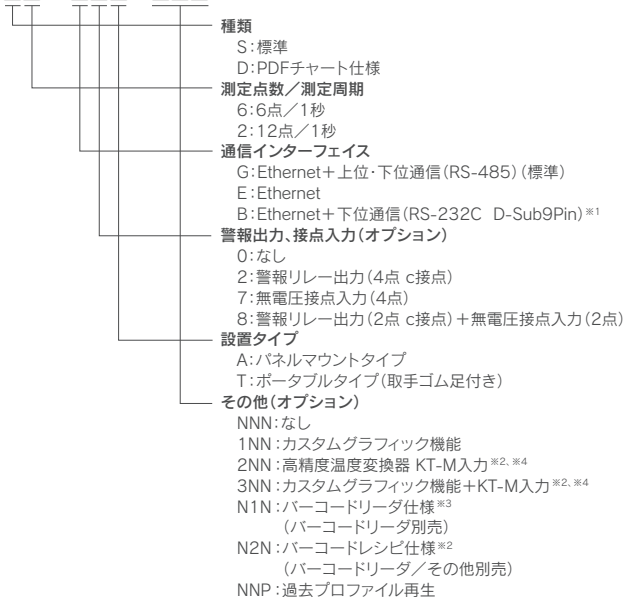 種類
S：標準
D：PDFチャート仕様
測定点数／測定周期
6：6点／1秒
2：12点／1秒
通信インターフェイス
G：Ethernet＋上位・下位通信（RS-485）（標準）
E：Ethernet
B：Ethernet＋下位通信（RS-232C D-Sub9Pin）※1
警報出力、接点入力（オプション）
0：なし
2：警報リレー出力（4点 c接点）
7：無電圧接点入力（4点）
8：警報リレー出力（2点 c接点）＋無電圧接点入力（2点）
設置タイプ
A：パネルマウントタイプ
T：ポータブルタイプ（取手ゴム足付き）
その他（オプション）
NNN：なし
1NN：カスタムグラフィック機能
2NN：高精度温度変換器 KT-M入力※2、※4
3NN：カスタムグラフィック機能＋KT-M入力※2、※4
N1N：バーコードリーダ仕様※3
（バーコードリーダ別売）
N2N：バーコードレシピ仕様※2
（バーコードリーダ／その他別売）
NNP：過去プロファイル再生